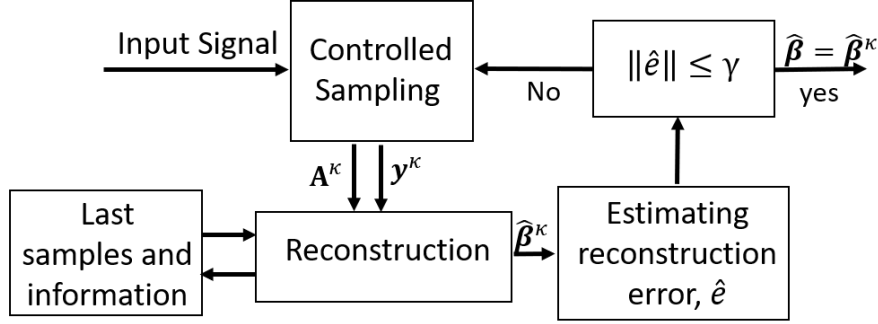 Input Signal
Controlled
Sampling
‖ê‖ ≤ γ
No
𝜷̂ = 𝜷̂^κ
yes
𝐀^κ
𝒚^κ
Last
samples and
information
Reconstruction
𝜷̂^κ
Estimating
reconstruction
error, ê